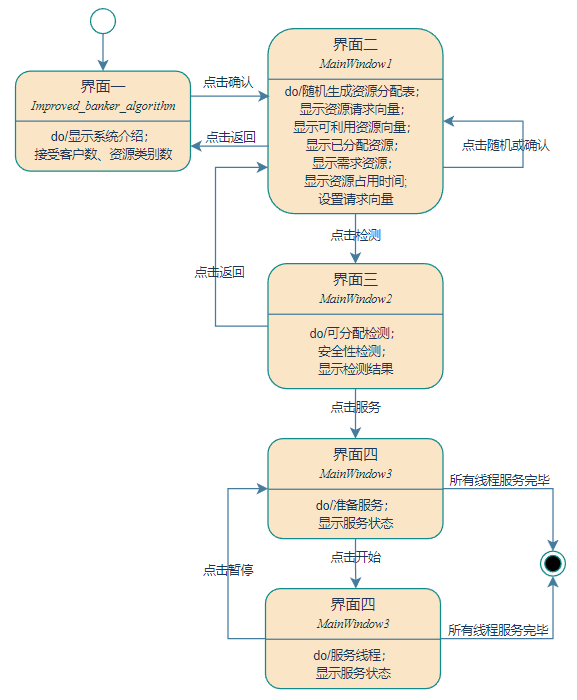 界面一
Improved_banker_algorithm
do/显示系统介绍；
接受客户数、资源类别数
点击确认
点击返回
界面二
MainWindow1
do/随机生成资源分配表；
显示资源请求向量；
显示可利用资源向量；
显示已分配资源；
显示需求资源；
显示资源占用时间；
设置请求向量
点击随机或确认
点击检测
点击返回
界面三
MainWindow2
do/可分配检测；
安全性检测；
显示检测结果
点击服务
界面四
MainWindow3
do/准备服务；
显示服务状态
所有线程服务完毕
点击开始
点击暂停
界面四
MainWindow3
do/服务线程；
显示服务状态
所有线程服务完毕